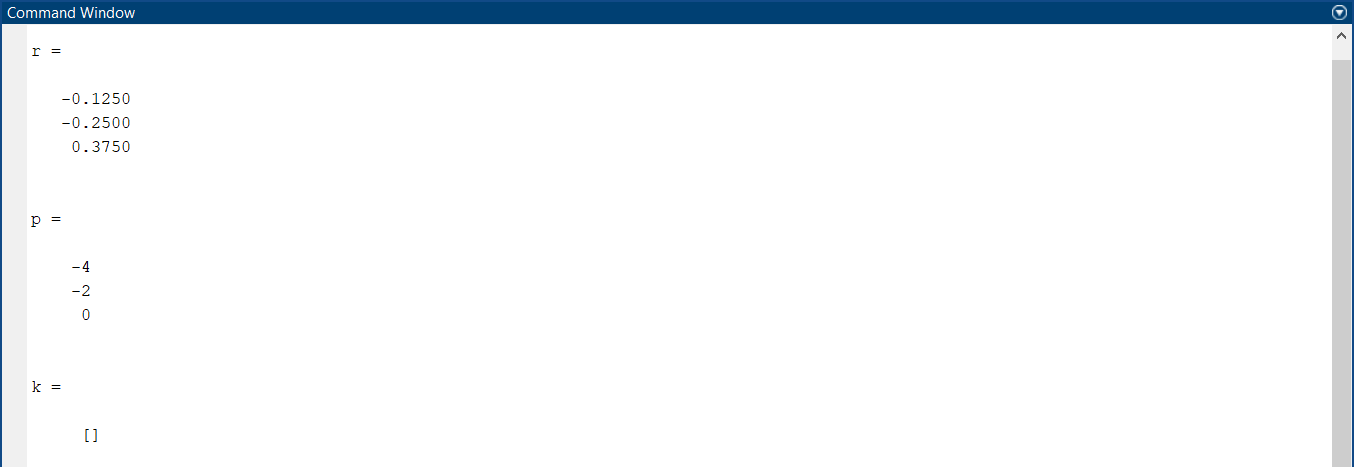 Command Window
r =
-0.1250
-0.2500
0.3750
p =
-4
-2
0
k =
[]